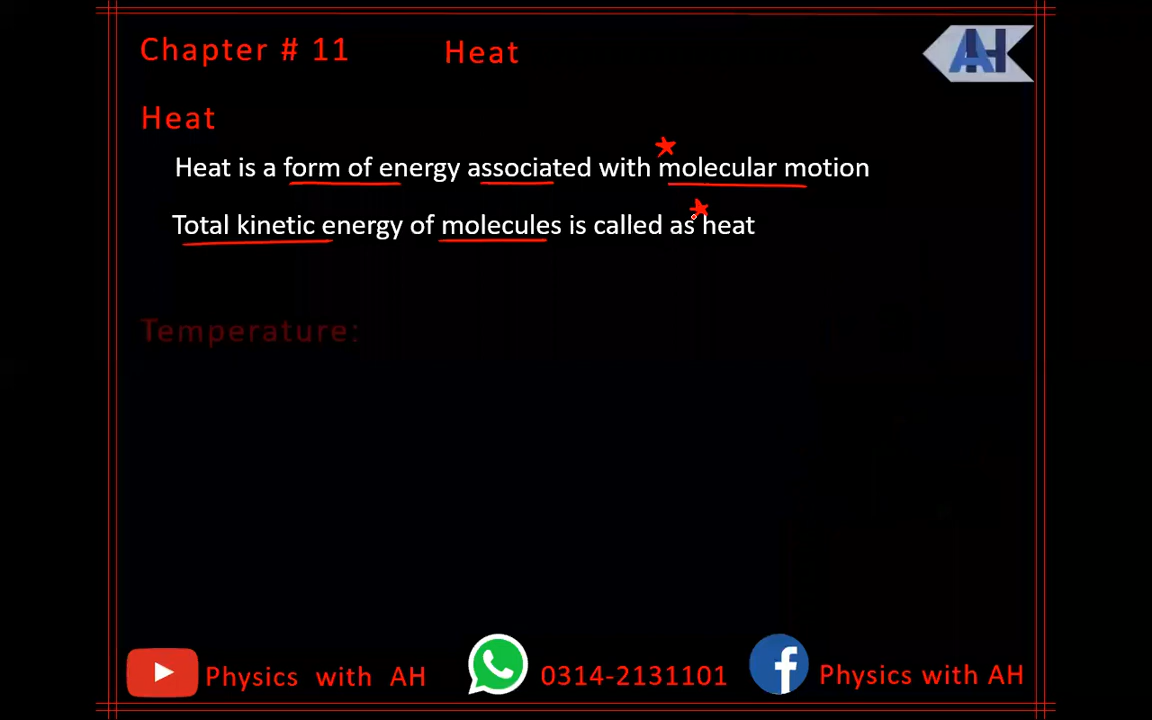 Chapter # 11 Heat
AH
Heat
Heat is a form of energy associated with molecular motion
Total kinetic energy of molecules is called as heat
Temperature:
Physics with AH 0314-2131101 Physics with AH